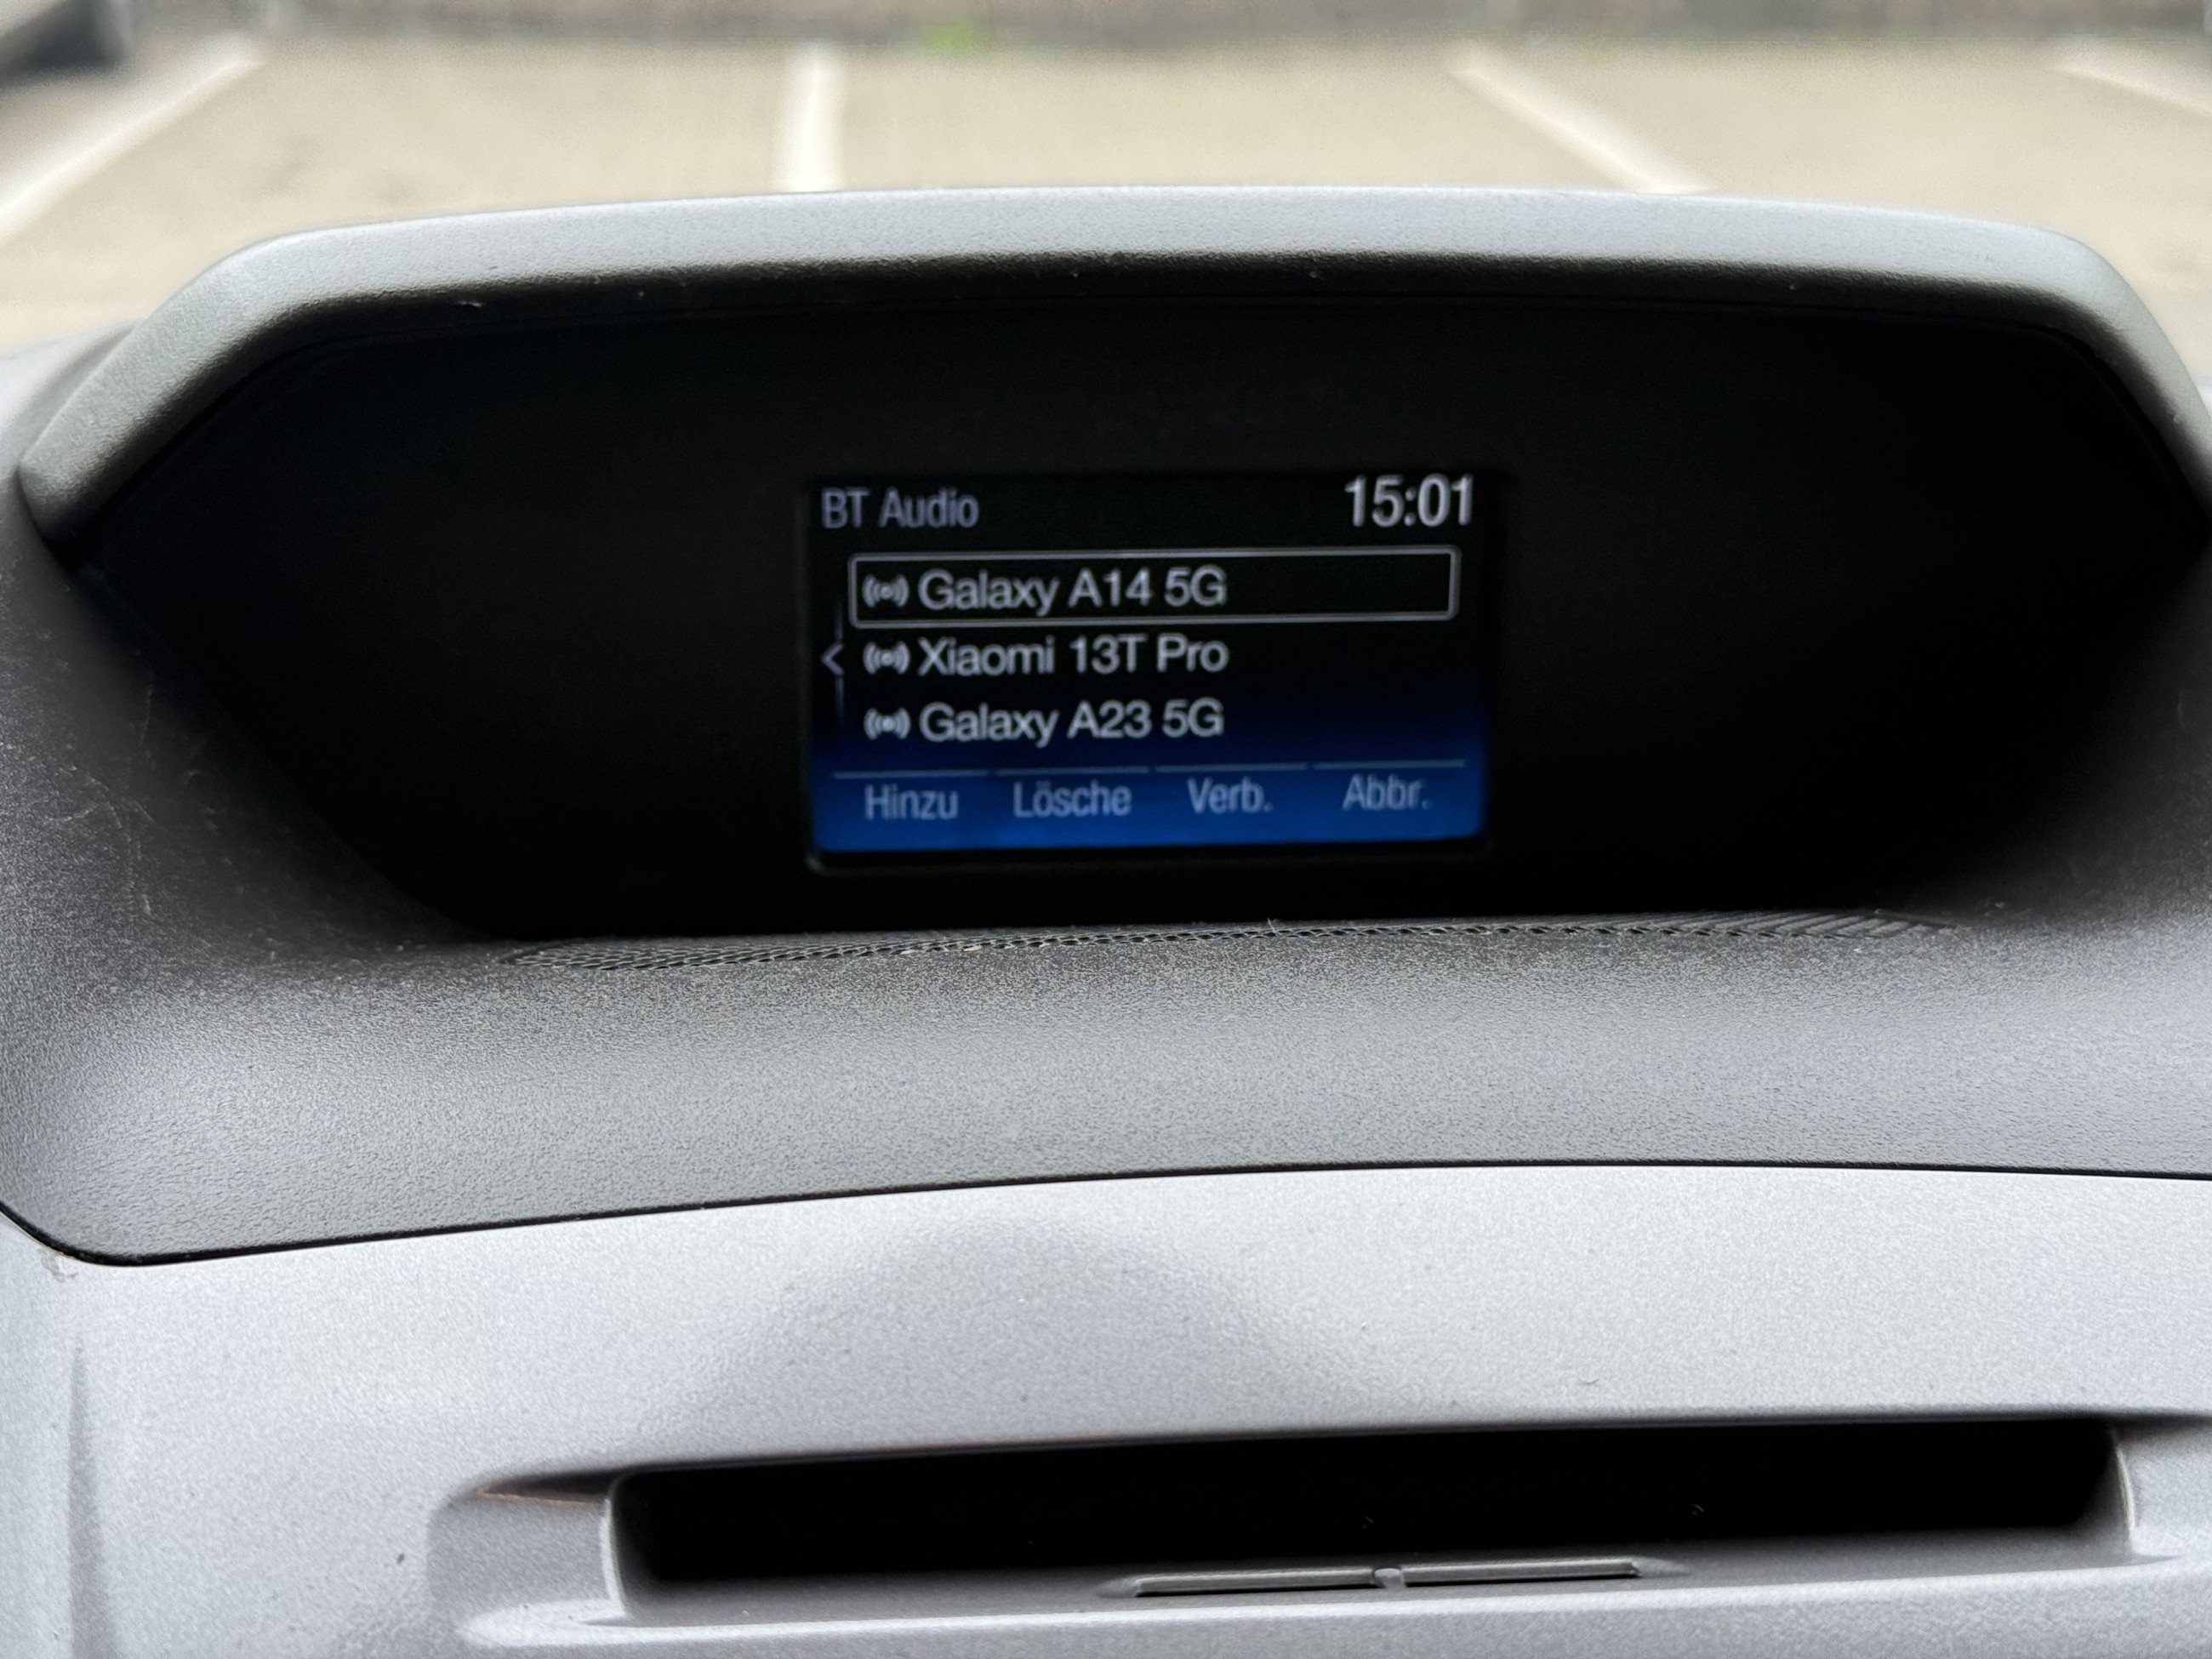 BT Audio 15:01
Galaxy A14 5G
< Xiaomi 13T Pro
Galaxy A23 5G
Hinzu Lösche Verb. Abbr.